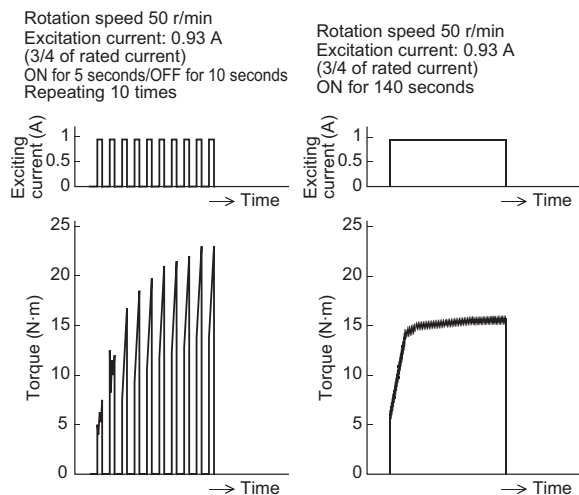 Rotation speed 50 r/min
Excitation current: 0.93 A
(3/4 of rated current)
ON for 5 seconds/OFF for 10 seconds
Repeating 10 times
Exciting
current (A)
1
0.5
0
→ Time
Torque (N·m)
25
20
15
10
5
0
→ Time
Rotation speed 50 r/min
Excitation current: 0.93 A
(3/4 of rated current)
ON for 140 seconds
Exciting
current (A)
1
0.5
0
→ Time
Torque (N·m)
25
20
15
10
5
0
→ Time